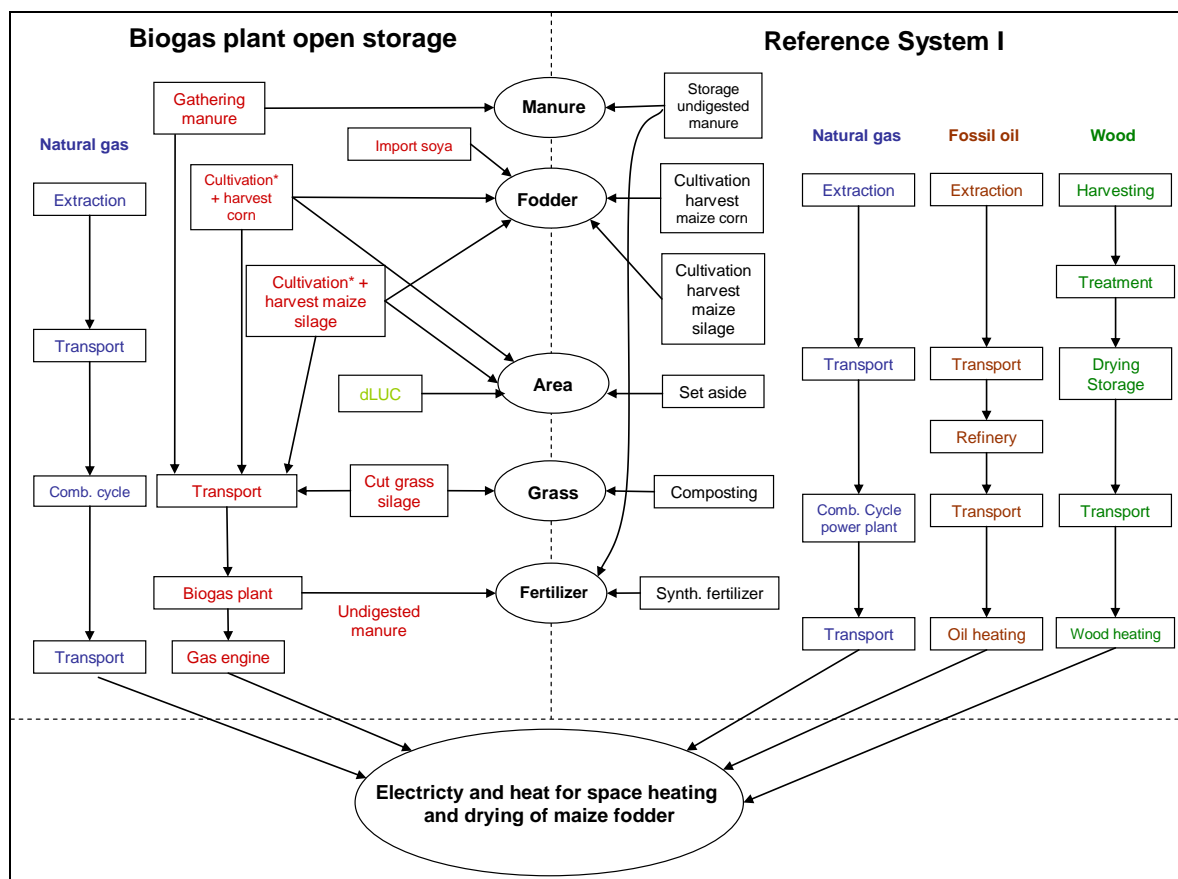 Biogas plant open storage
Reference System I
Gathering
manure
Manure
Storage
undigested
manure
Natural gas
Import soya
Natural gas
Fossil oil
Wood
Cultivation*
+ harvest
corn
Extraction
Fodder
Cultivation
harvest
maize corn
Extraction
Extraction
Harvesting
Cultivation* +
harvest maize
silage
Cultivation
harvest
maize
silage
Treatment
Transport
Transport
Transport
Drying
Storage
dLUC
Area
Set aside
Refinery
Comb. cycle
Transport
Cut grass
silage
Grass
Composting
Comb. Cycle
power plant
Transport
Transport
Biogas plant
Undigested
manure
Fertilizer
Synth. fertilizer
Transport
Gas engine
Transport
Oil heating
Wood heating
Electricty and heat for space heating
and drying of maize fodder